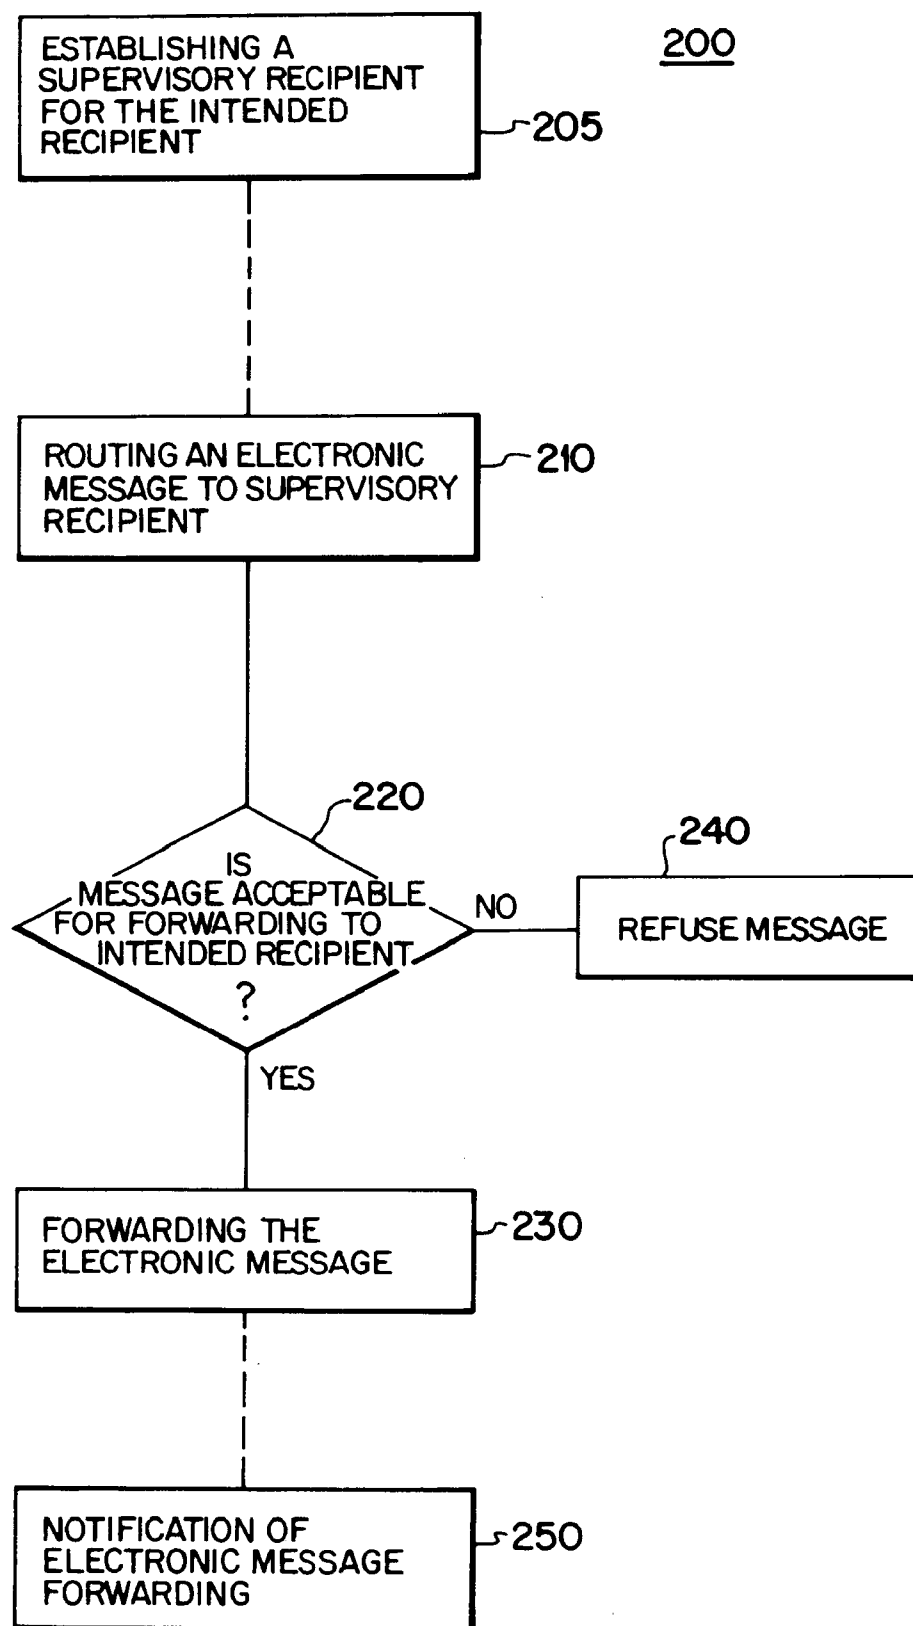 200
ESTABLISHING A
SUPERVISORY RECIPIENT
FOR THE INTENDED
RECIPIENT
205
ROUTING AN ELECTRONIC
MESSAGE TO SUPERVISORY
RECIPIENT
210
220
IS
MESSAGE ACCEPTABLE
FOR FORWARDING TO
INTENDED RECIPIENT
?
NO
240
REFUSE MESSAGE
YES
FORWARDING THE
ELECTRONIC MESSAGE
230
NOTIFICATION OF
ELECTRONIC MESSAGE
FORWARDING
250